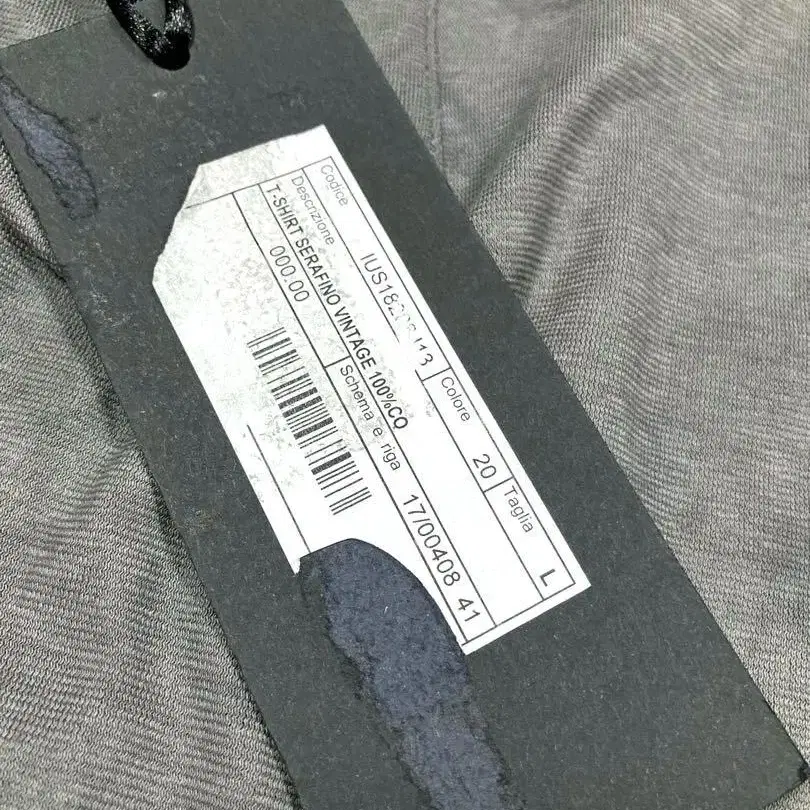 Codice
Colore 20
Taglia L
Descrizione
T-SHIRT SERAFINO VINTAGE 100%CO
000.00
Schema e riga 17/00408 41